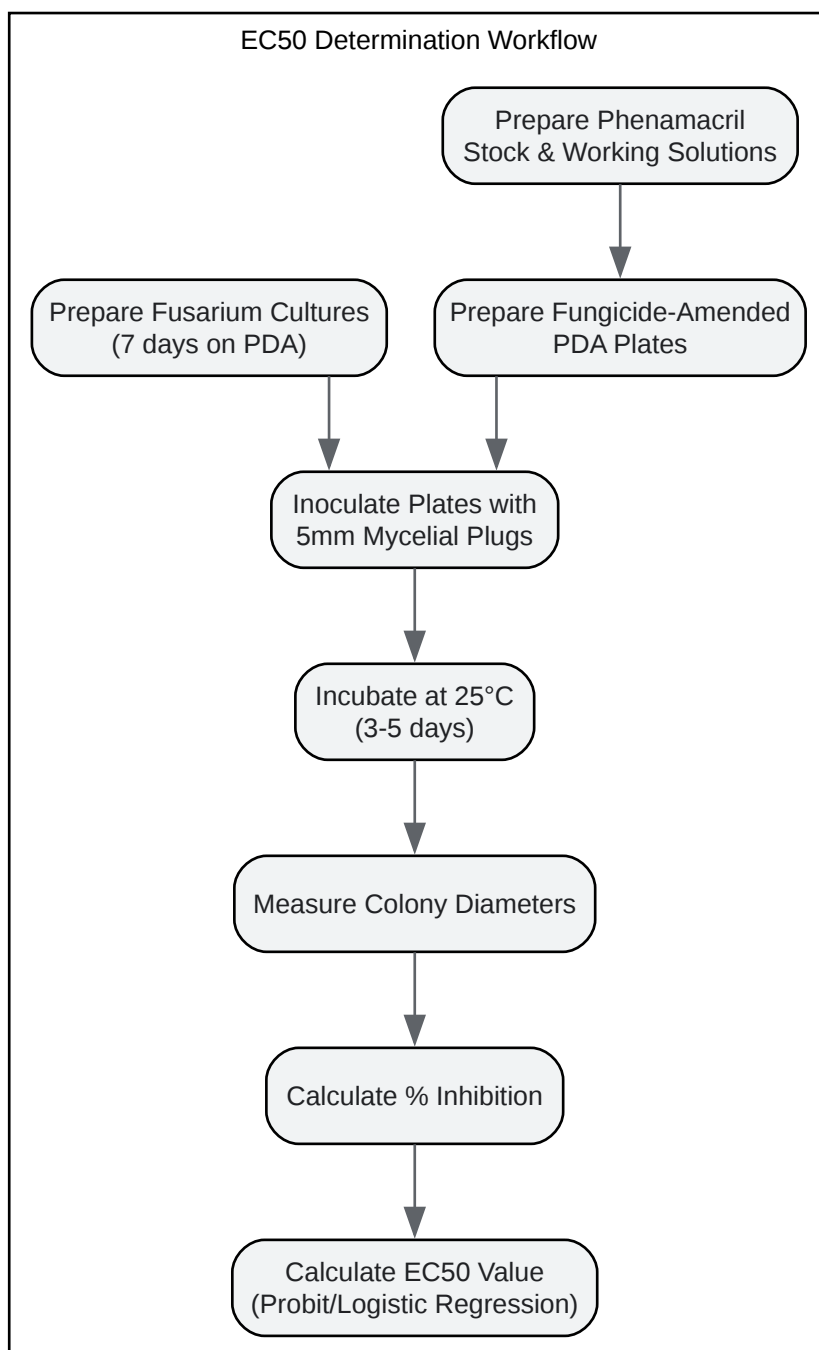 EC50 Determination Workflow
Prepare Phenamacril
Stock & Working Solutions
Prepare Fusarium Cultures
(7 days on PDA)
Prepare Fungicide-Amended
PDA Plates
Inoculate Plates with
5mm Mycelial Plugs
Incubate at 25°C
(3-5 days)
Measure Colony Diameters
Calculate % Inhibition
Calculate EC50 Value
(Probit/Logistic Regression)